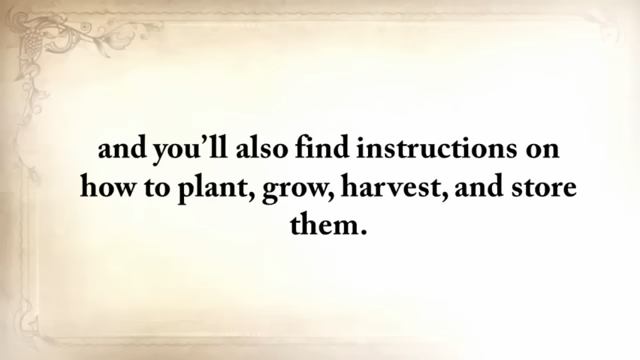 and you’ll also find instructions on
how to plant, grow, harvest, and store
them.